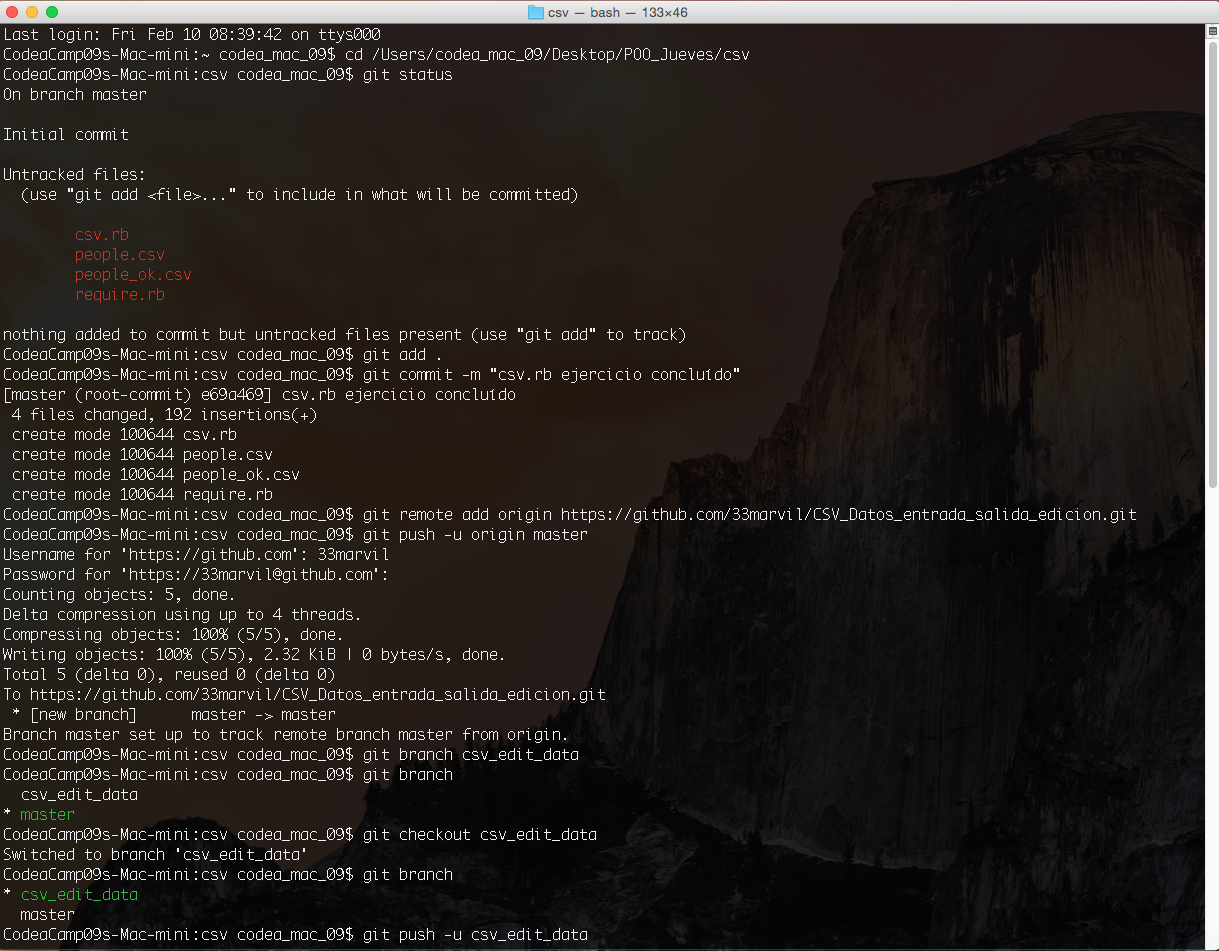 csv — bash — 133×46
Last login: Fri Feb 10 08:39:42 on ttys000
CodeaCamp09s-Mac-mini:~ codea_mac_09$ cd /Users/codea_mac_09/Desktop/POO_Jueves/csv
CodeaCamp09s-Mac-mini:csv codea_mac_09$ git status
On branch master

Initial commit

Untracked files:
  (use "git add <file>..." to include in what will be committed)

        csv.rb
        people.csv
        people_ok.csv
        require.rb

nothing added to commit but untracked files present (use "git add" to track)
CodeaCamp09s-Mac-mini:csv codea_mac_09$ git add .
CodeaCamp09s-Mac-mini:csv codea_mac_09$ git commit -m "csv.rb ejercicio concluído"
[master (root-commit) e69a469] csv.rb ejercicio concluído
 4 files changed, 192 insertions(+)
 create mode 100644 csv.rb
 create mode 100644 people.csv
 create mode 100644 people_ok.csv
 create mode 100644 require.rb
CodeaCamp09s-Mac-mini:csv codea_mac_09$ git remote add origin https://github.com/33marvil/CSV_Datos_entrada_salida_edicion.git
CodeaCamp09s-Mac-mini:csv codea_mac_09$ git push -u origin master
Username for 'https://github.com': 33marvil
Password for 'https://33marvil@github.com':
Counting objects: 5, done.
Delta compression using up to 4 threads.
Compressing objects: 100% (5/5), done.
Writing objects: 100% (5/5), 2.32 KiB | 0 bytes/s, done.
Total 5 (delta 0), reused 0 (delta 0)
To https://github.com/33marvil/CSV_Datos_entrada_salida_edicion.git
 * [new branch]      master -> master
Branch master set up to track remote branch master from origin.
CodeaCamp09s-Mac-mini:csv codea_mac_09$ git branch csv_edit_data
CodeaCamp09s-Mac-mini:csv codea_mac_09$ git branch
  csv_edit_data
* master
CodeaCamp09s-Mac-mini:csv codea_mac_09$ git checkout csv_edit_data
Switched to branch 'csv_edit_data'
CodeaCamp09s-Mac-mini:csv codea_mac_09$ git branch
* csv_edit_data
  master
CodeaCamp09s-Mac-mini:csv codea_mac_09$ git push -u csv_edit_data